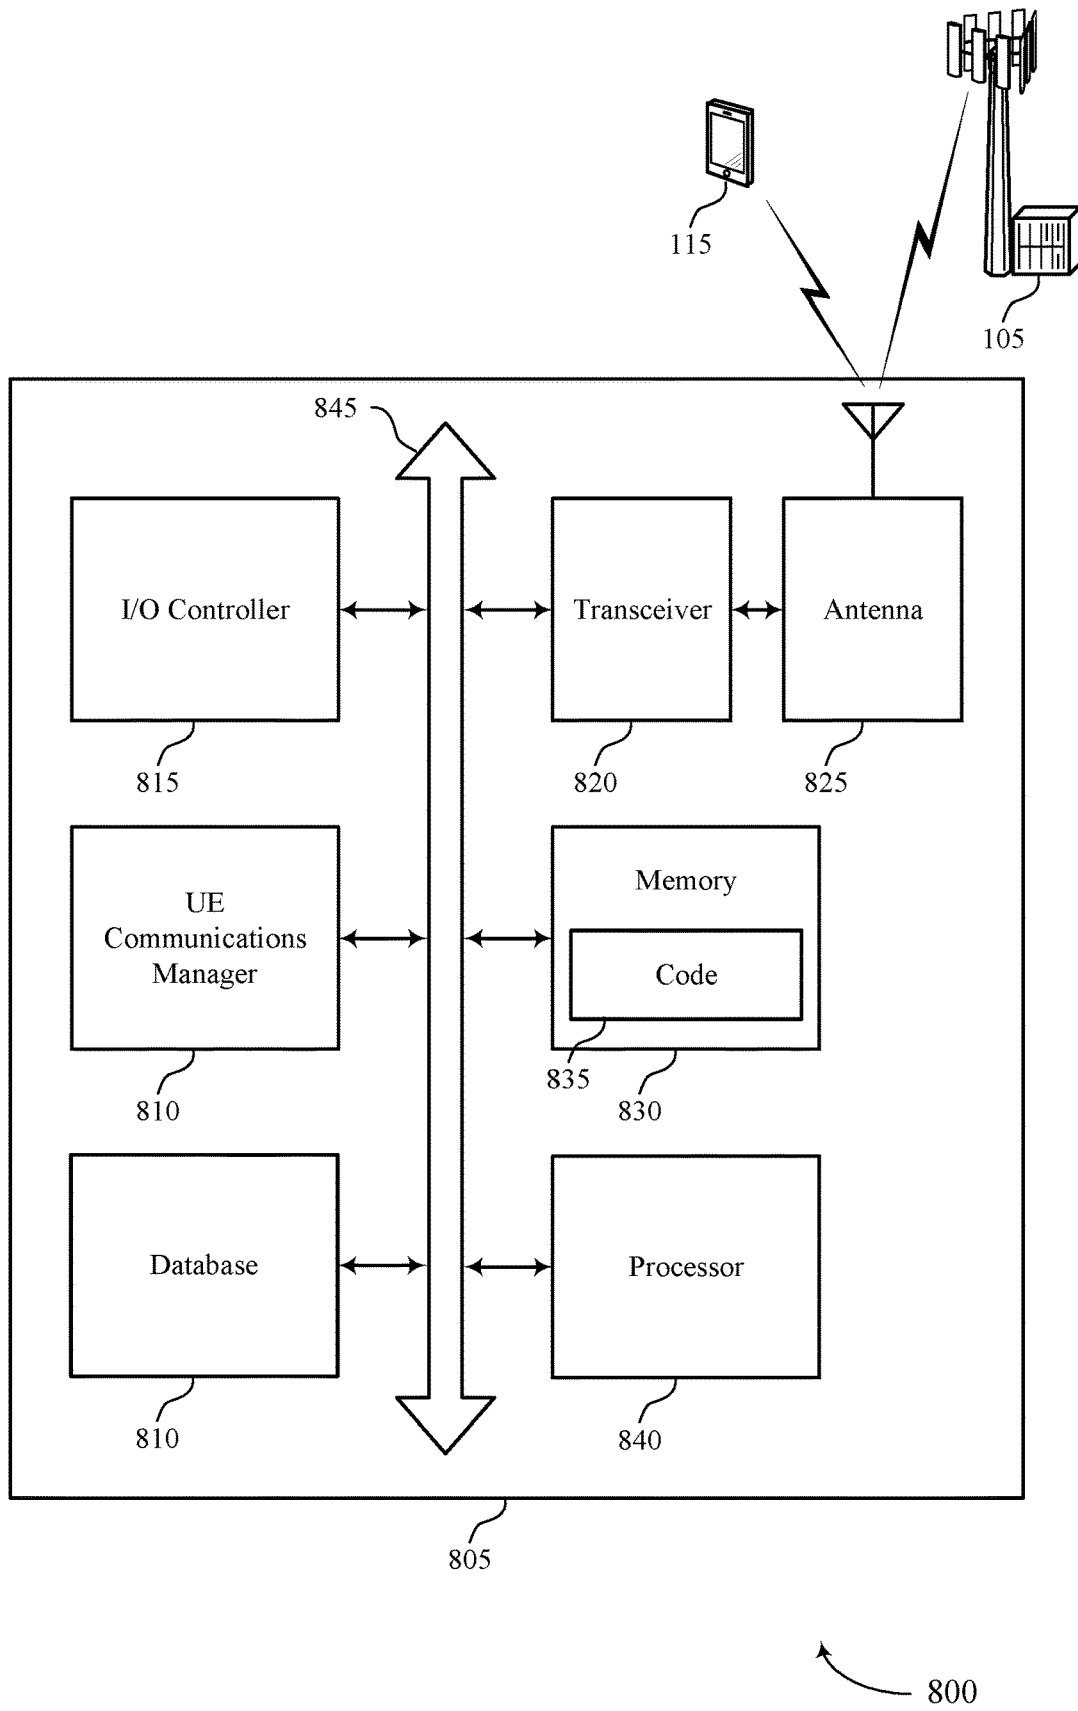 115
105
845
I/O Controller
Transceiver
Antenna
815
820
825
UE
Communications
Manager
Memory
Code
835
810
830
Database
Processor
810
840
805
800